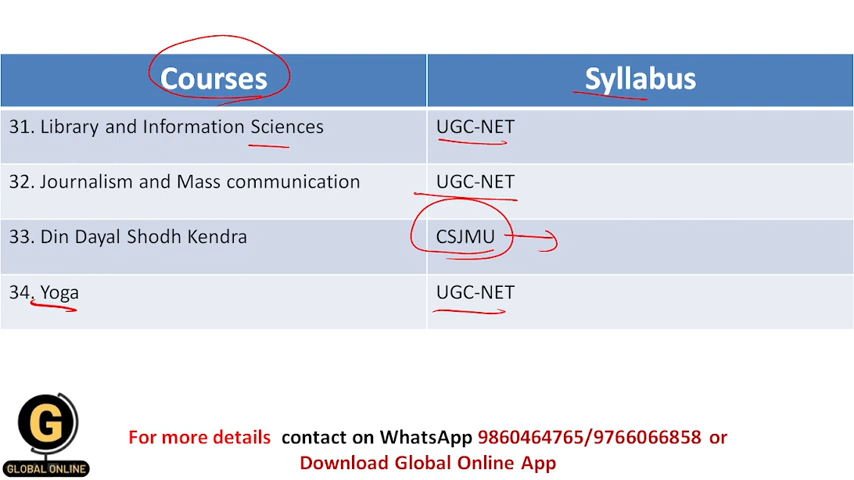 Courses Syllabus
31. Library and Information Sciences UGC-NET
32. Journalism and Mass communication UGC-NET
33. Din Dayal Shodh Kendra CSJMU
34. Yoga UGC-NET
G
GLOBAL ONLINE
For more details contact on WhatsApp 9860464765/9766066858 or
Download Global Online App